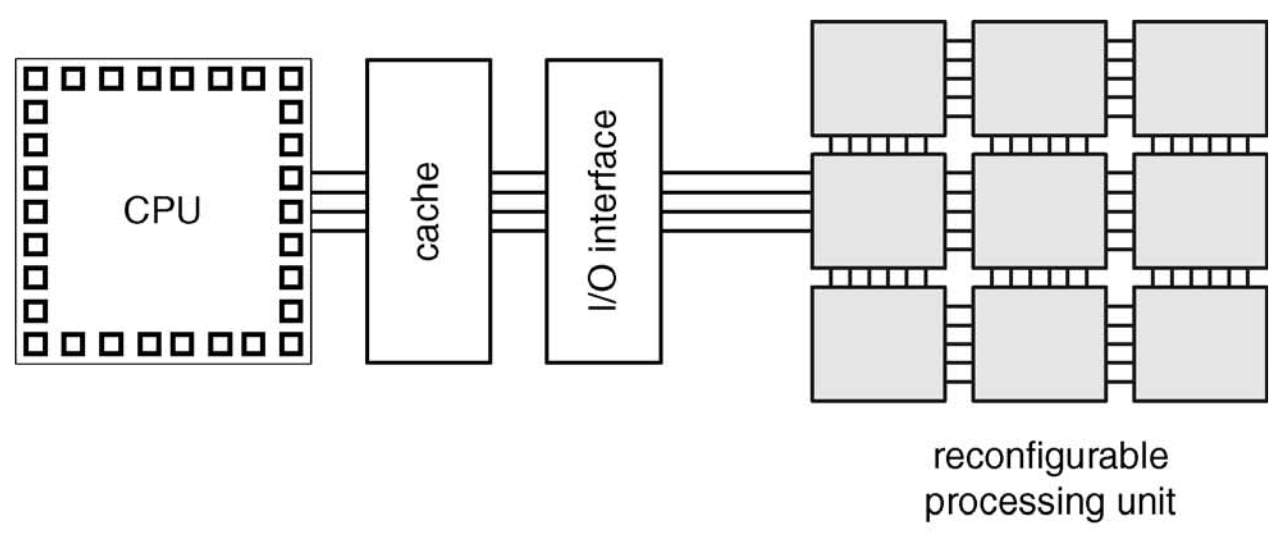 CPU
cache
I/O interface
reconfigurable
processing unit